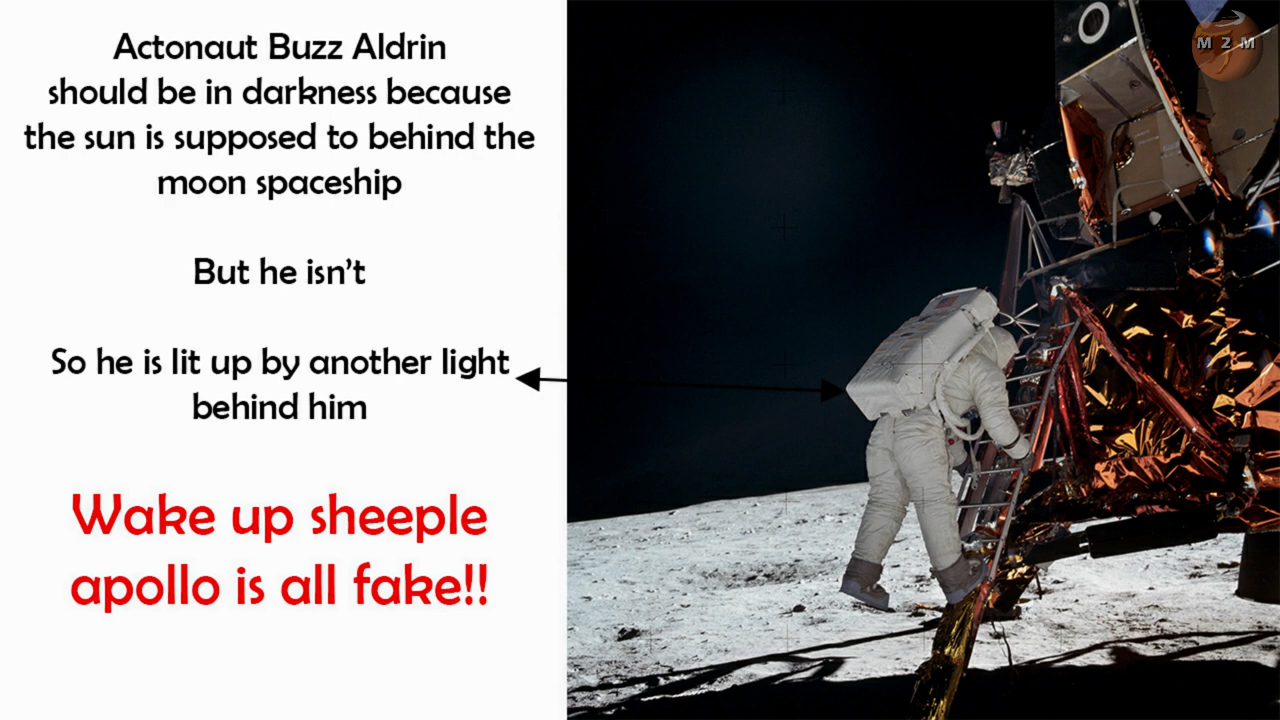 Actonaut Buzz Aldrin
should be in darkness because
the sun is supposed to behind the
moon spaceship
But he isn't
So he is lit up by another light
behind him
Wake up sheeple
apollo is all fake!!
M 2 M